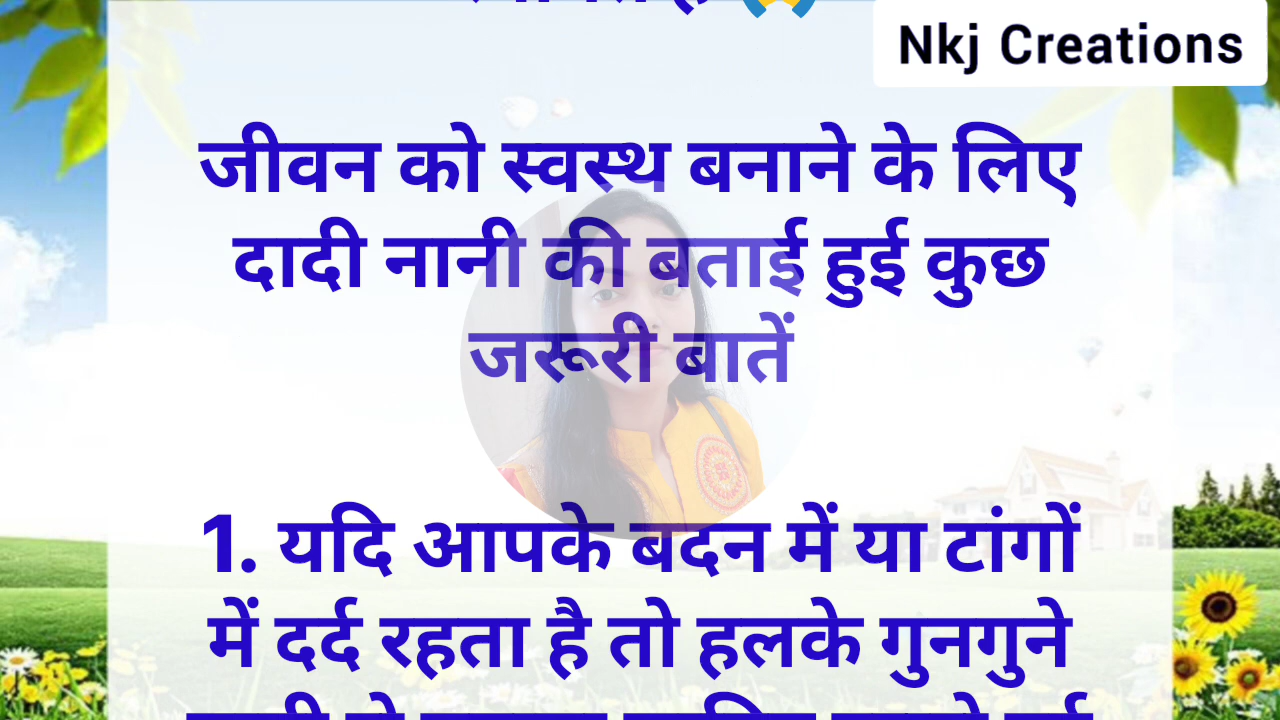 Nkj Creations
जीवन को स्वस्थ बनाने के लिए
दादी नानी की बताई हुई कुछ
जरूरी बातें
1. यदि आपके बदन में या टांगों
में दर्द रहता है तो हलके गुनगुने